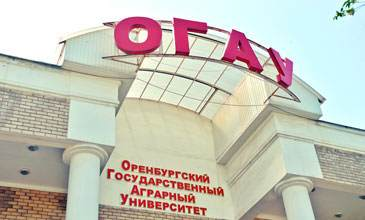 ОГАУ
Оренбургский
Государственный
Аграрный
Университет